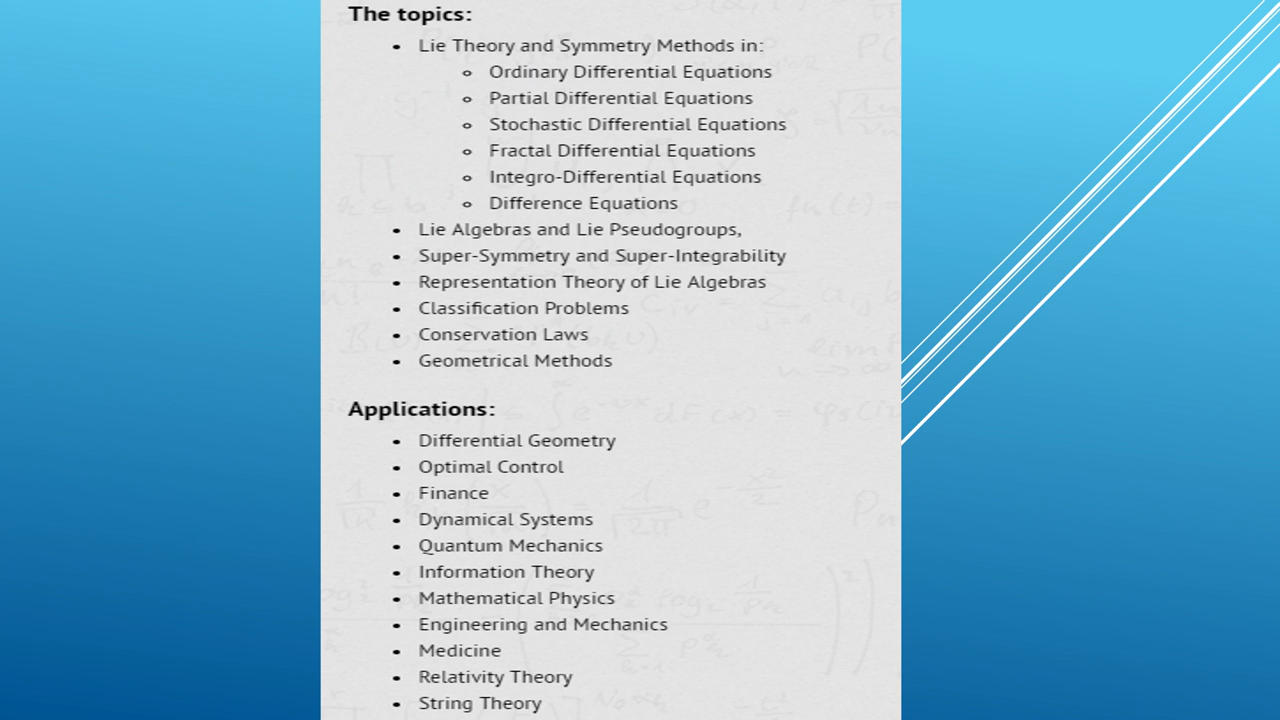 The topics:
• Lie Theory and Symmetry Methods in:
o Ordinary Differential Equations
o Partial Differential Equations
o Stochastic Differential Equations
o Fractal Differential Equations
o Integro-Differential Equations
o Difference Equations
• Lie Algebras and Lie Pseudogroups,
• Super-Symmetry and Super-Integrability
• Representation Theory of Lie Algebras
• Classification Problems
• Conservation Laws
• Geometrical Methods
Applications:
• Differential Geometry
• Optimal Control
• Finance
• Dynamical Systems
• Quantum Mechanics
• Information Theory
• Mathematical Physics
• Engineering and Mechanics
• Medicine
• Relativity Theory
• String Theory